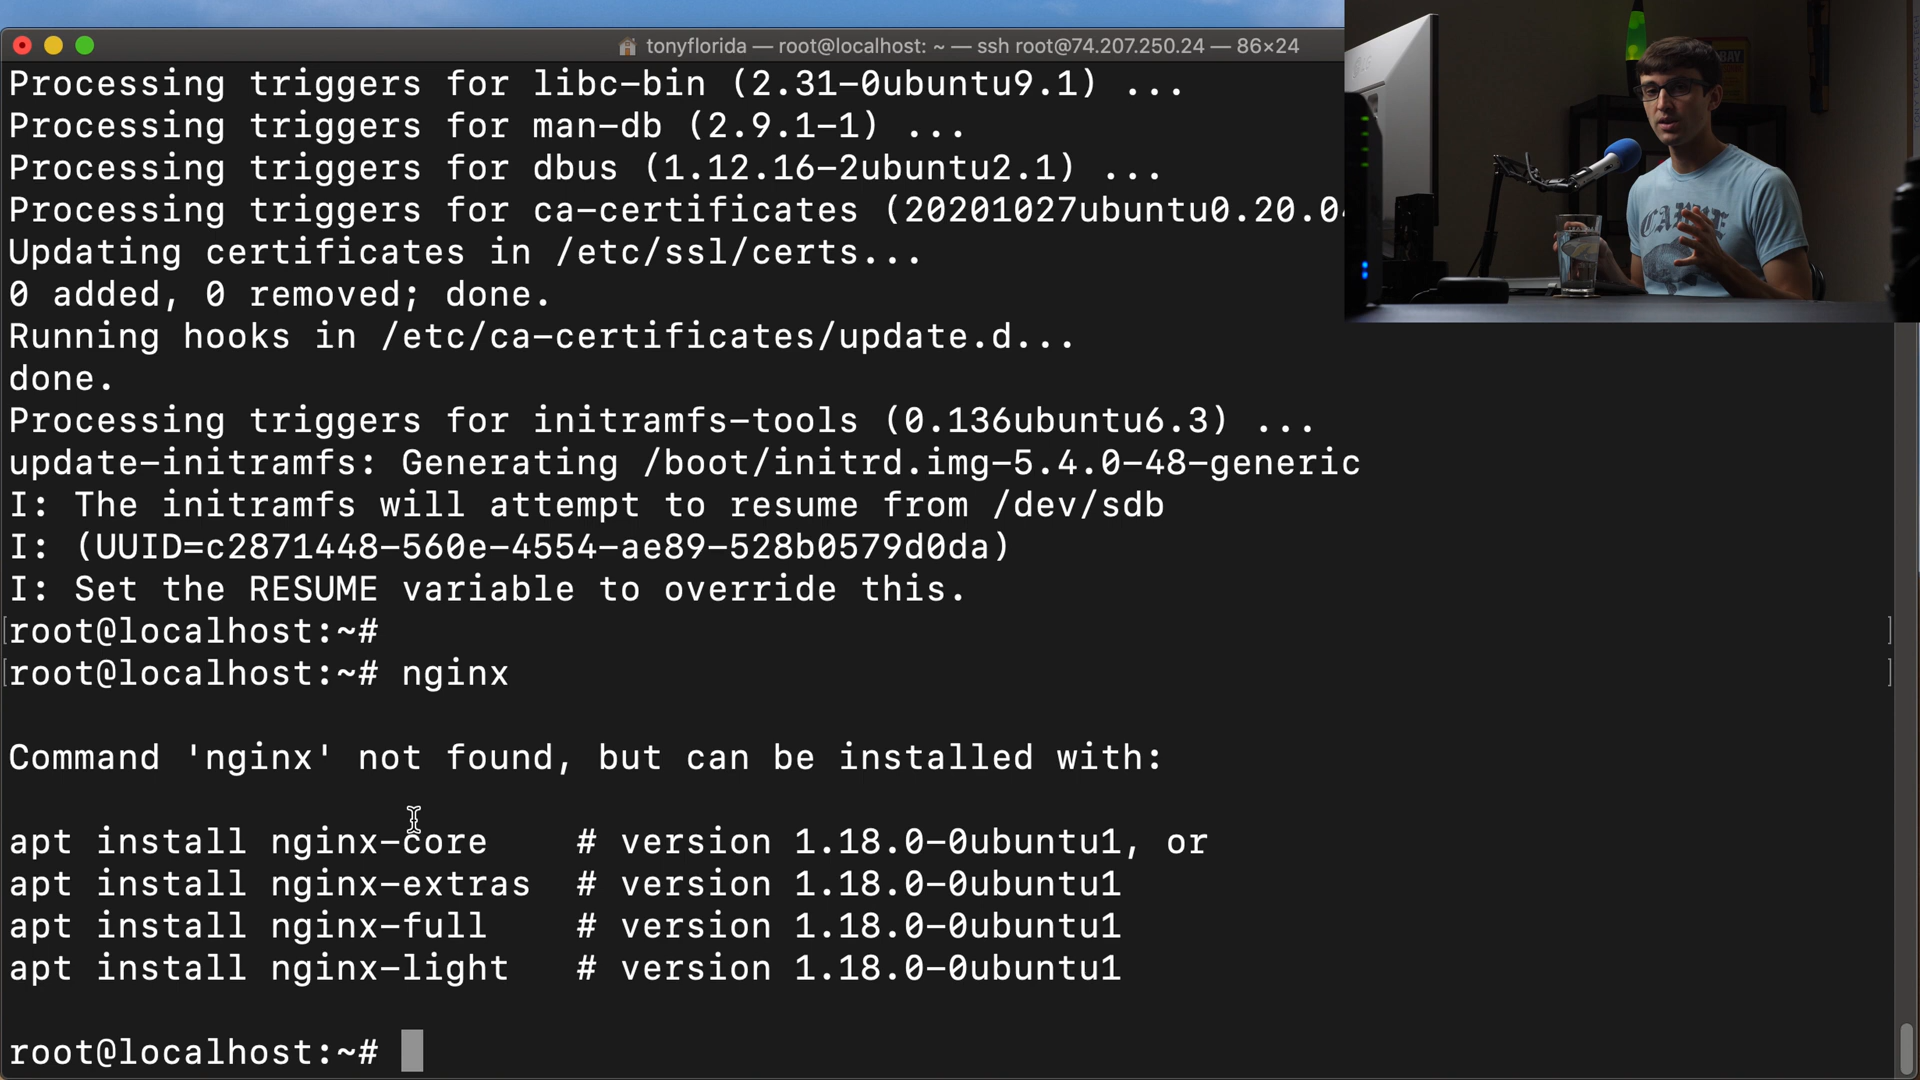 tonyflorida — root@localhost: ~ — ssh root@74.207.250.24 — 86×24
Processing triggers for libc-bin (2.31-0ubuntu9.1) ...
Processing triggers for man-db (2.9.1-1) ...
Processing triggers for dbus (1.12.16-2ubuntu2.1) ...
Processing triggers for ca-certificates (20201027ubuntu0.20.04
Updating certificates in /etc/ssl/certs...
0 added, 0 removed; done.
Running hooks in /etc/ca-certificates/update.d...
done.
Processing triggers for initramfs-tools (0.136ubuntu6.3) ...
update-initramfs: Generating /boot/initrd.img-5.4.0-48-generic
I: The initramfs will attempt to resume from /dev/sdb
I: (UUID=c2871448-560e-4554-ae89-528b0579d0da)
I: Set the RESUME variable to override this.
[root@localhost:~# ]
[root@localhost:~# nginx ]
Command 'nginx' not found, but can be installed with:
apt install nginx-core    # version 1.18.0-0ubuntu1, or
apt install nginx-extras  # version 1.18.0-0ubuntu1
apt install nginx-full    # version 1.18.0-0ubuntu1
apt install nginx-light   # version 1.18.0-0ubuntu1
root@localhost:~#